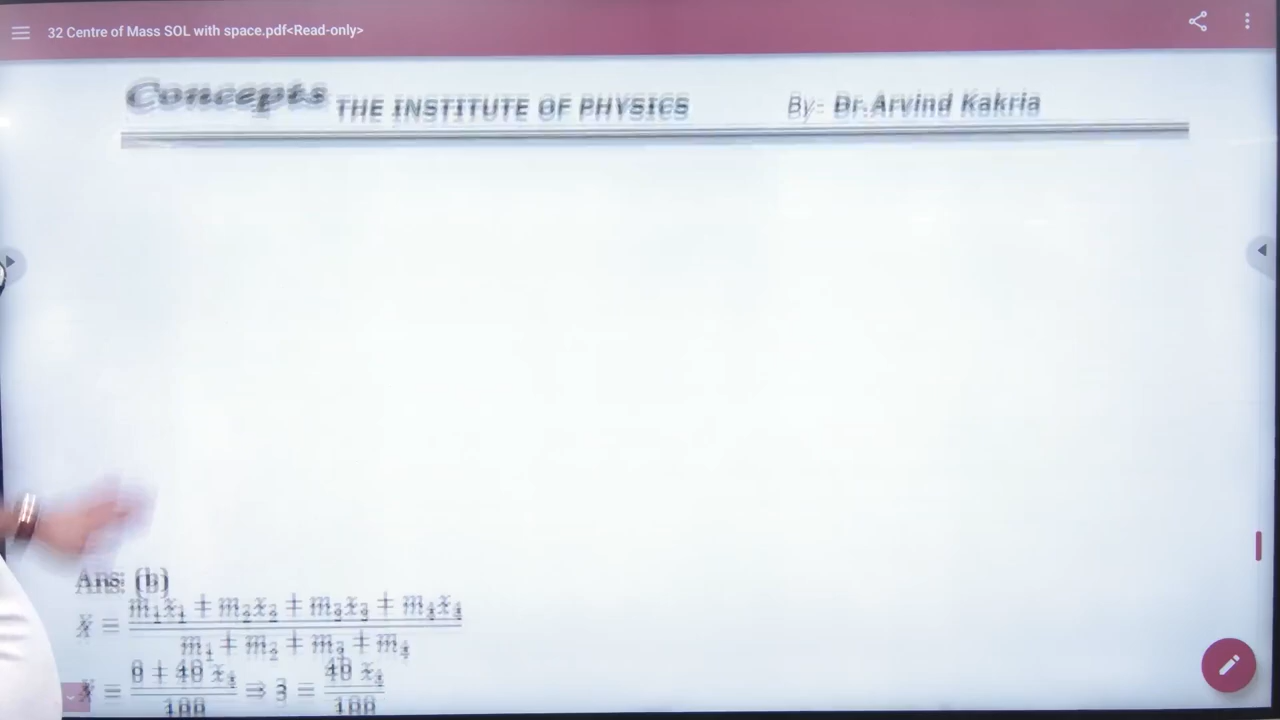 32 Centre of Mass SOL with space.pdf<Read-only>
Concepts THE INSTITUTE OF PHYSICS By:- Dr.Arvind Kakria
Ans: (b)
x̄ = (m₁x₁ + m₂x₂ + m₃x₃ + m₄x₄) / (m₁ + m₂ + m₃ + m₄)
= (0 + 40 x₄) / 100 ⇒ 3 = 40 x₄ / 100